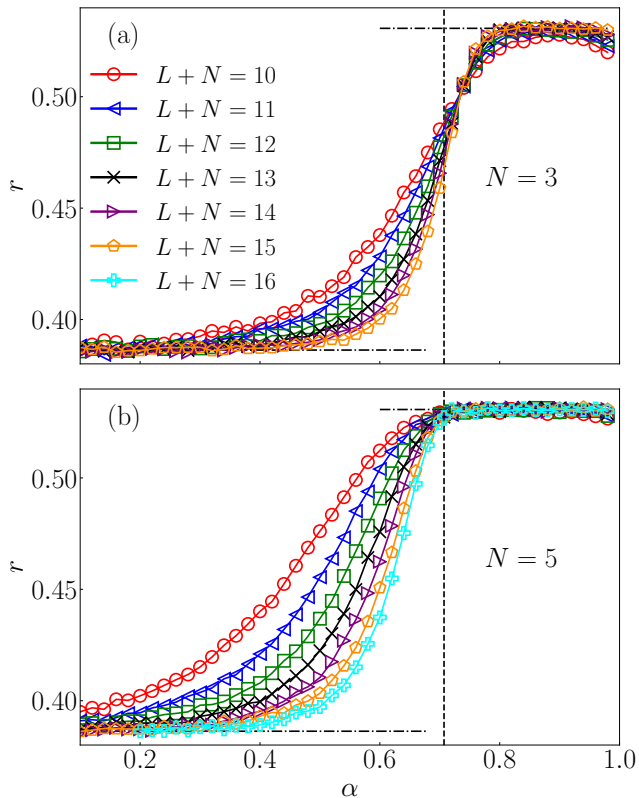 (a)
L + N = 10
L + N = 11
L + N = 12
L + N = 13
L + N = 14
L + N = 15
L + N = 16
N = 3
r
0.50
0.45
0.40
(b)
N = 5
r
0.50
0.45
0.40
0.2 0.4 0.6 0.8 1.0
α